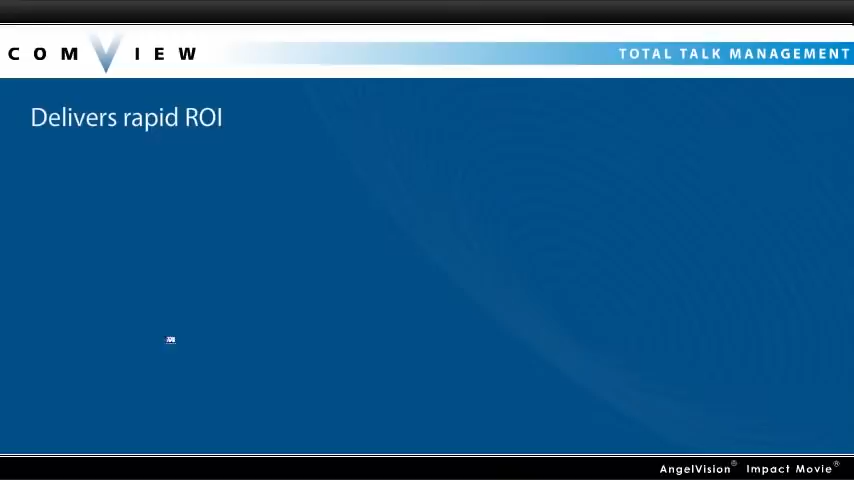 COMVIEW
TOTAL TALK MANAGEMENT
Delivers rapid ROI
AngelVision® Impact Movie®